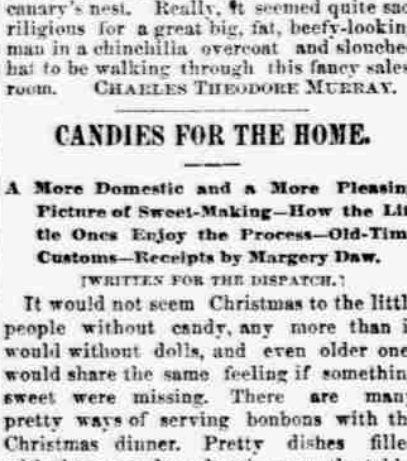 canary's nest. Really, it seemed quite sac
riligious for a great big, fat, beefy-lookin
man in a chinchilia overcoat and slouche
hat to be walking through this fancy sales
room. CHARLES THEODORE MURRAY.
CANDIES FOR THE HOME.
A More Domestic and a More Pleasin
Picture of Sweet-Making—How the Lit
tle Ones Enjoy the Process—Old-Tim
Customs—Receipts by Margery Daw.
[WRITTEN FOR THE DISPATCH.]
It would not seem Christmas to the littl
people without candy, any more than i
would without dolls, and even older one
would share the same feeling if somethin
sweet were missing. There are many
pretty ways of serving bonbons with th
Christmas dinner. Pretty dishes fille